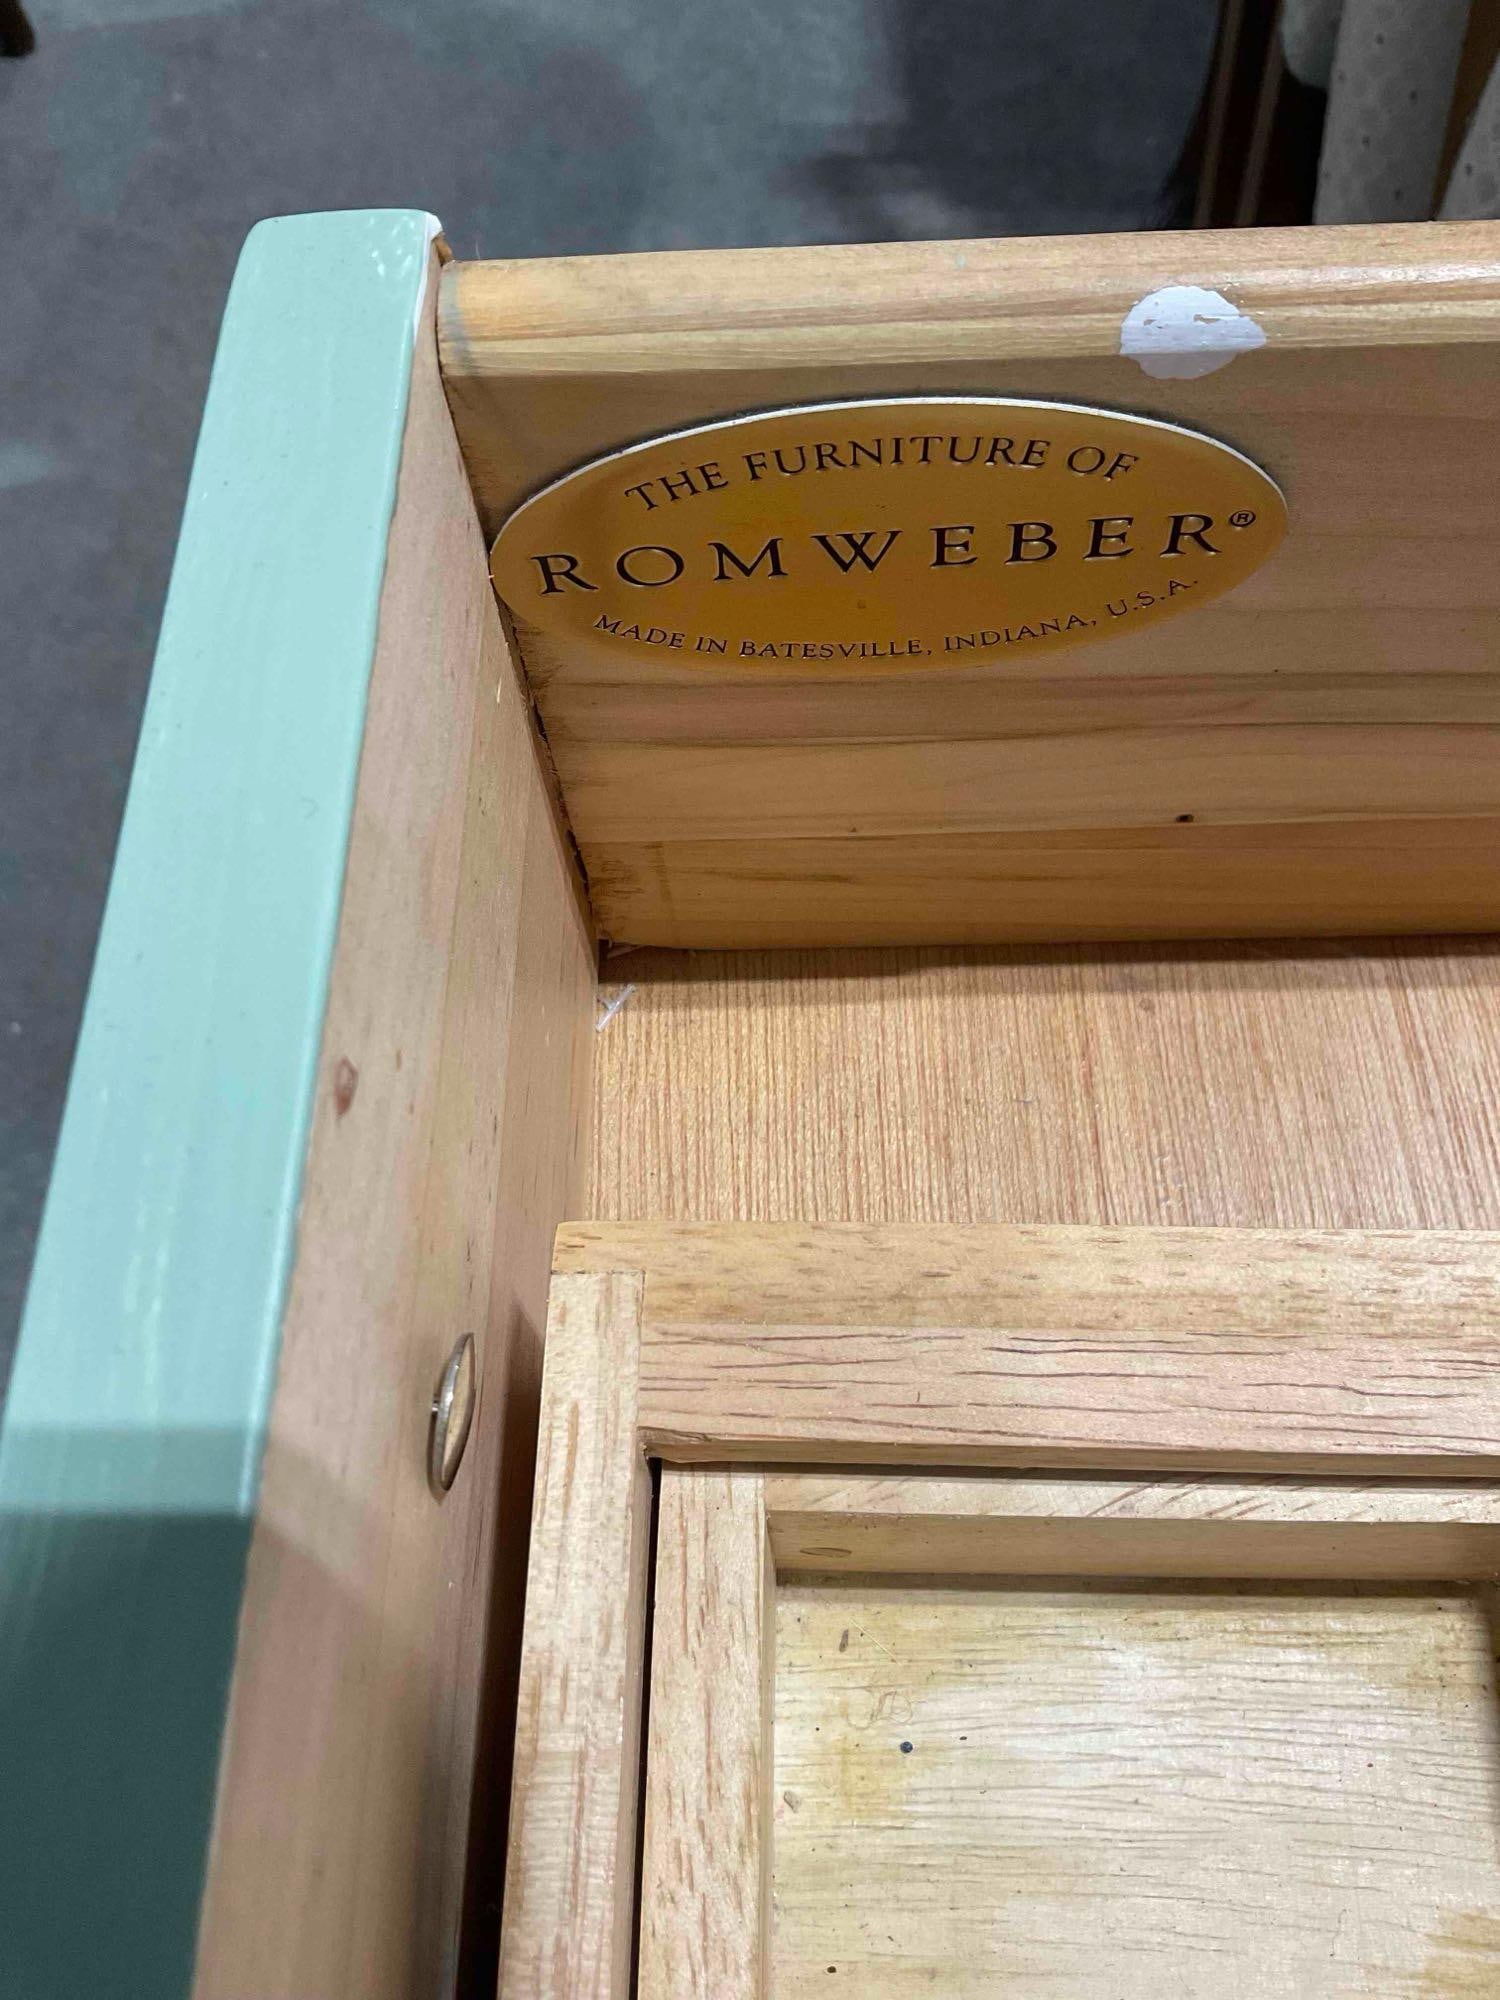 THE FURNITURE OF
ROMWEBER®
MADE IN BATESVILLE, INDIANA, U.S.A.